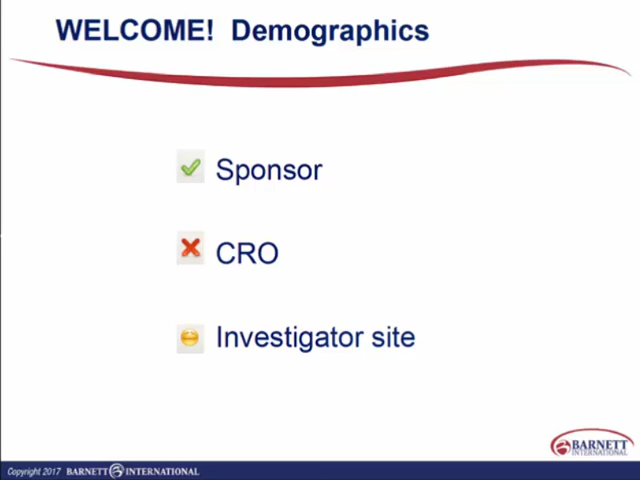 WELCOME!  Demographics
Sponsor
CRO
Investigator site
BARNETT
INTERNATIONAL
Copyright 2017 BARNETT INTERNATIONAL